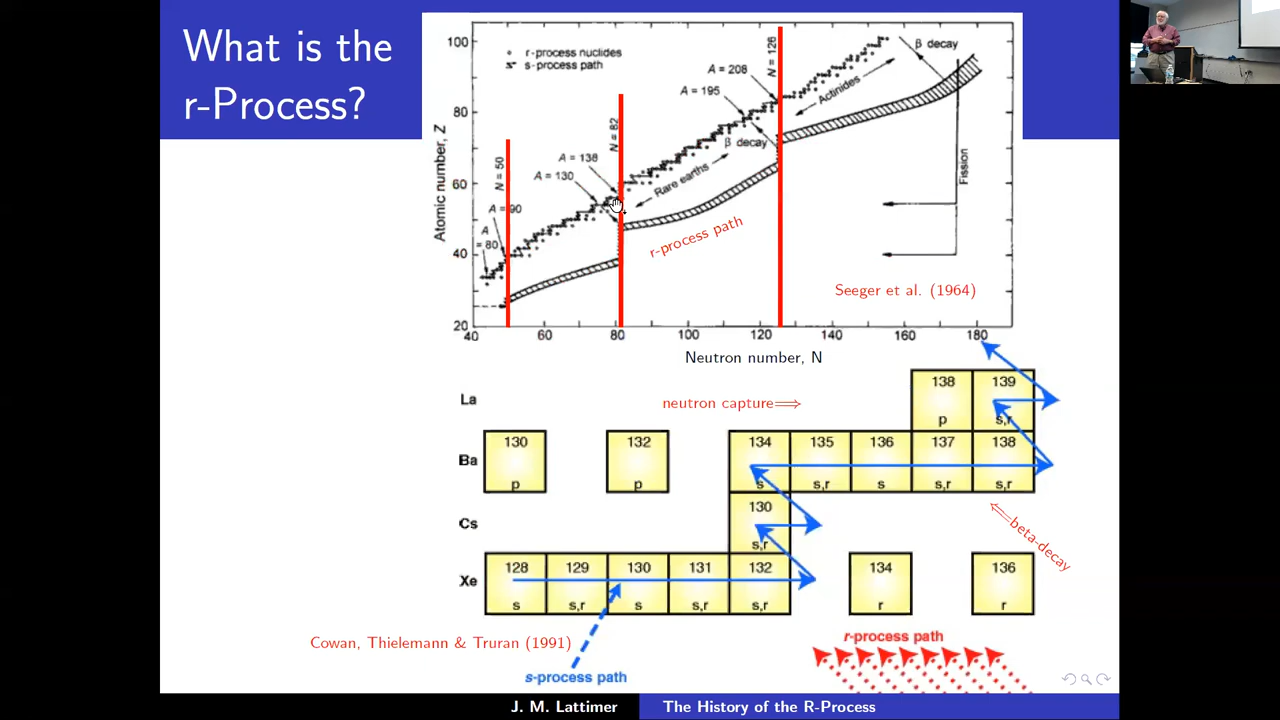 What is the
r-Process?
r-process nuclides
s-process path
β decay
N = 126
A = 208
A = 195
Actinides
β decay
N = 82
Rare earths
N = 50
A = 138
A = 130
A = 90
A
= 80
Fission
r-process path
Seeger et al. (1964)
Atomic number, Z
100
80
60
40
20
40
60
80
100
120
140
160
180
Neutron number, N
neutron capture⟹
La
138
139
p
s,r
Ba
130
132
134
135
136
137
138
p
p
s
s,r
s
s,r
s,r
Cs
130
s,r
⟸beta-decay
Xe
128
129
130
131
132
134
136
s
s,r
s
s,r
s,r
r
r
Cowan, Thielemann & Truran (1991)
s-process path
r-process path
J. M. Lattimer
The History of the R-Process